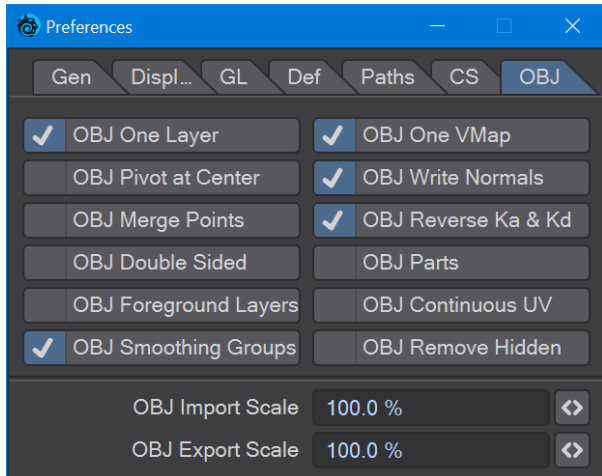 Preferences
Gen Displ... GL Def Paths CS OBJ
OBJ One Layer OBJ One VMap
OBJ Pivot at Center OBJ Write Normals
OBJ Merge Points OBJ Reverse Ka & Kd
OBJ Double Sided OBJ Parts
OBJ Foreground Layers OBJ Continuous UV
OBJ Smoothing Groups OBJ Remove Hidden
OBJ Import Scale 100.0 %
OBJ Export Scale 100.0 %